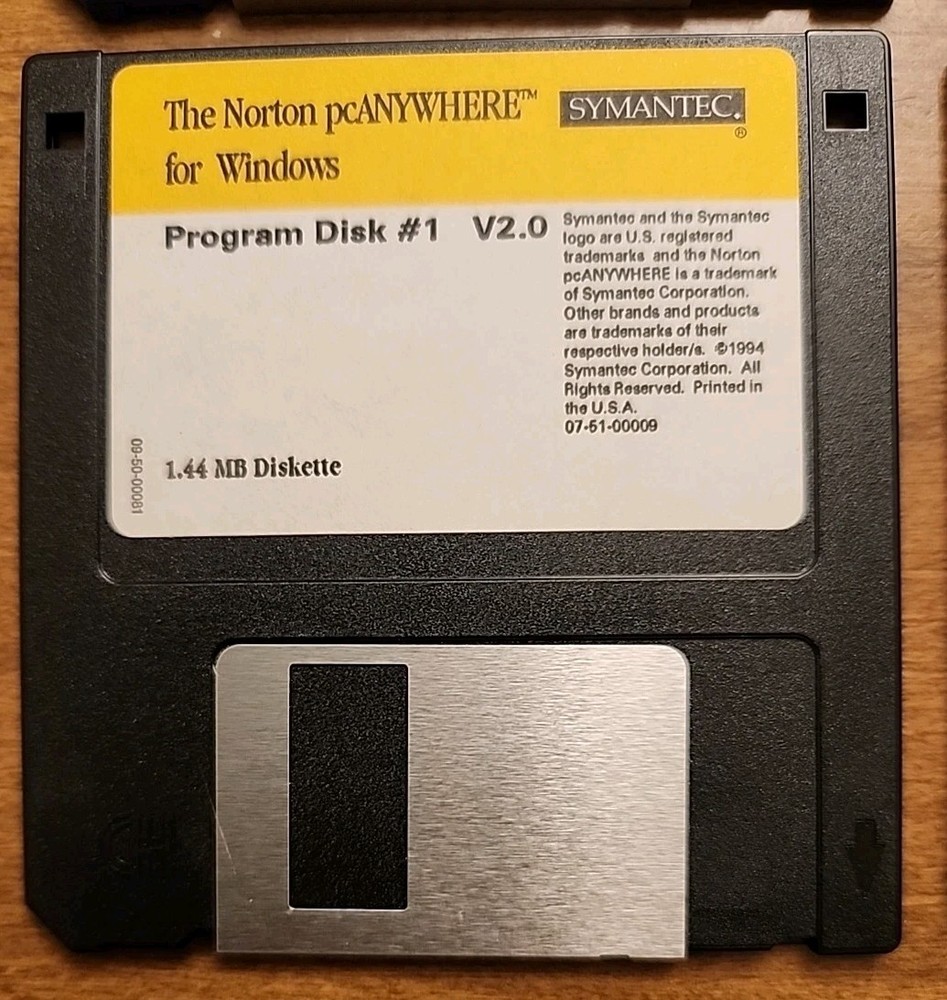 The Norton pcANYWHERE™
for Windows
SYMANTEC.
®
Program Disk #1 V2.0
Symantec and the Symantec
logo are U.S. registered
trademarks and the Norton
pcANYWHERE is a trademark
of Symantec Corporation.
Other brands and products
are trademarks of their
respective holder/s. ©1994
Symantec Corporation. All
Rights Reserved. Printed in
the U.S.A.
07-51-00009
1.44 MB Diskette
09-50-00081